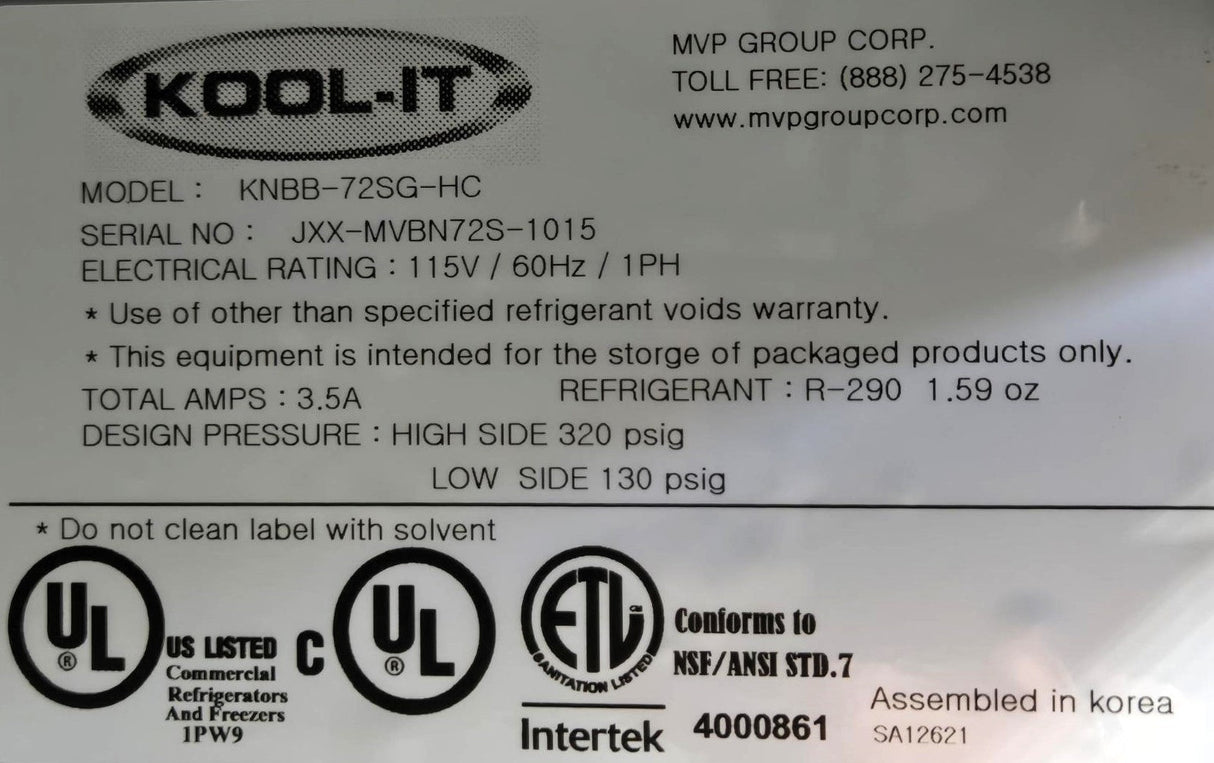 KOOL-IT
MVP GROUP CORP.
TOLL FREE: (888) 275-4538
www.mvpgroupcorp.com
MODEL : KNBB-72SG-HC
SERIAL NO : JXX-MVBN72S-1015
ELECTRICAL RATING : 115V / 60Hz / 1PH
* Use of other than specified refrigerant voids warranty.
* This equipment is intended for the storge of packaged products only.
TOTAL AMPS : 3.5A REFRIGERANT : R-290 1.59 oz
DESIGN PRESSURE : HIGH SIDE 320 psig
LOW SIDE 130 psig
* Do not clean label with solvent
UL ®
US LISTED
Commercial
Refrigerators
And Freezers
1PW9
C UL ®
ETL
SANITATION LISTED
Intertek
Conforms to
NSF/ANSI STD.7
4000861
Assembled in korea
SA12621